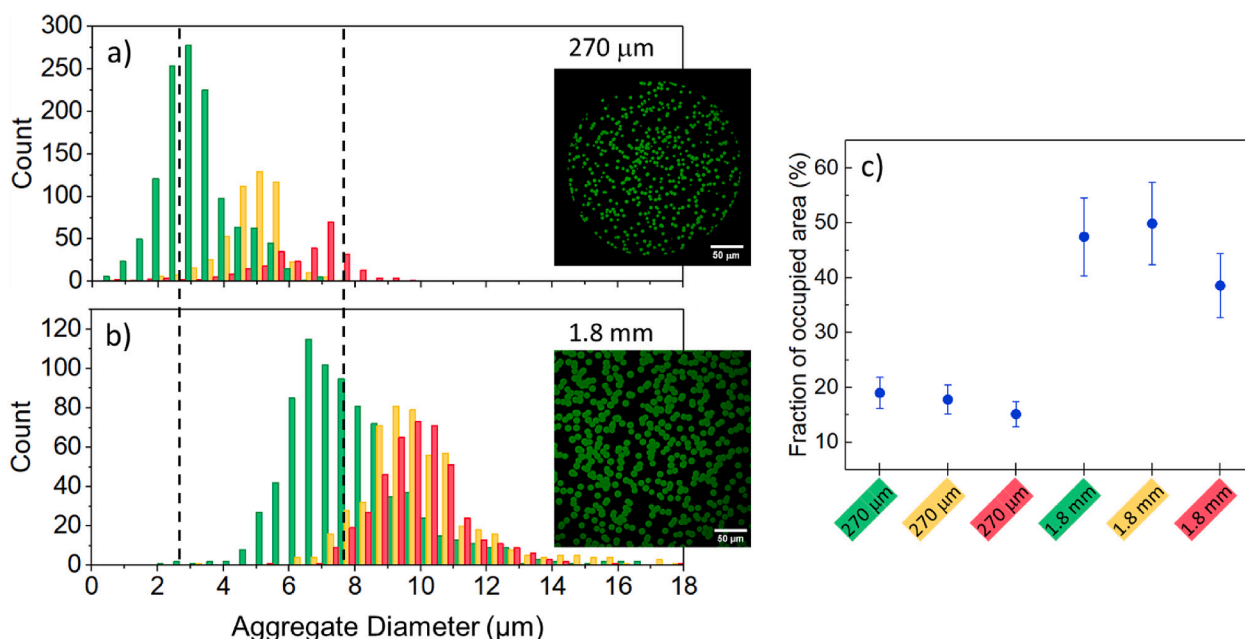 a)
270 μm
Count
300
250
200
150
100
50
0
50 μm
b)
1.8 mm
Count
120
100
80
60
40
20
0
50 μm
0 2 4 6 8 10 12 14 16 18
Aggregate Diameter (μm)
c)
Fraction of occupied area (%)
60
50
40
30
20
10
270 μm
270 μm
270 μm
1.8 mm
1.8 mm
1.8 mm